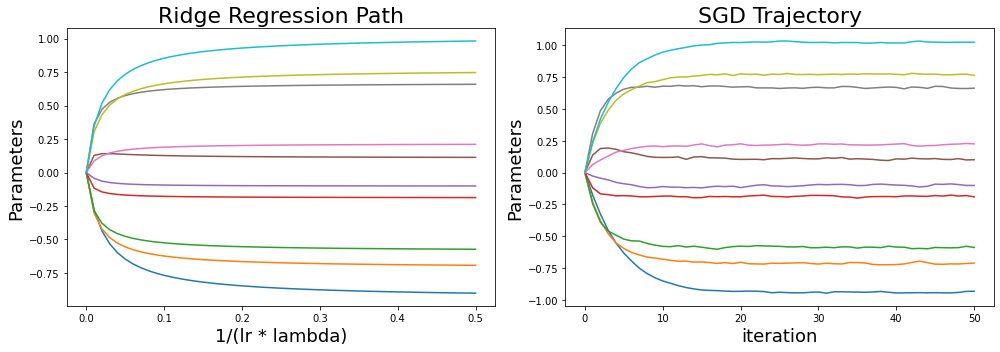 Ridge Regression Path
SGD Trajectory
Parameters
1.00
0.75
0.50
0.25
0.00
−0.25
−0.50
−0.75
0.0 0.1 0.2 0.3 0.4 0.5
1/(lr * lambda)
Parameters
1.00
0.75
0.50
0.25
0.00
−0.25
−0.50
−0.75
−1.00
0 10 20 30 40 50
iteration